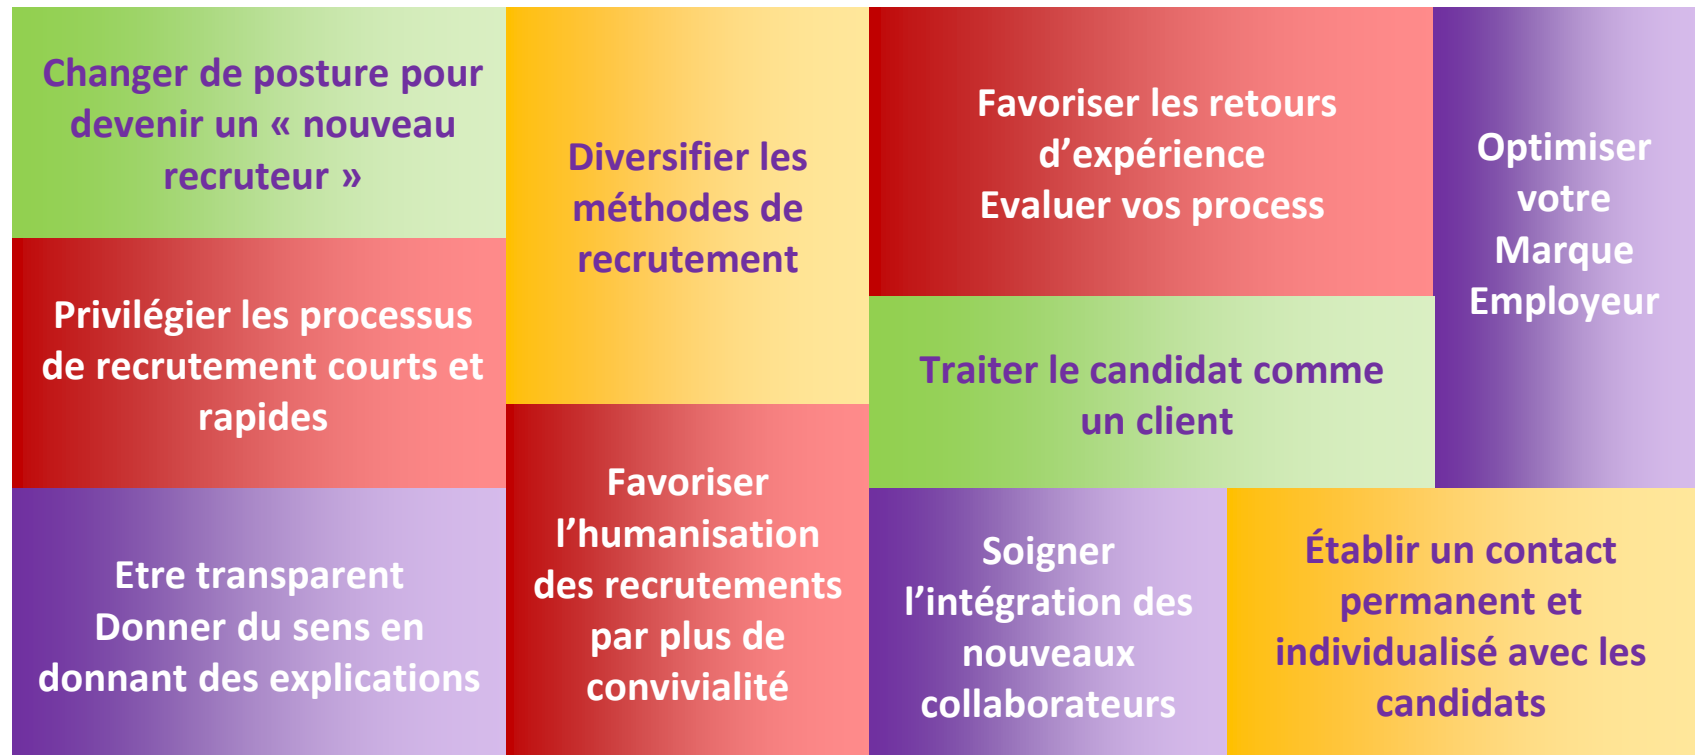 Changer de posture pour
devenir un « nouveau
recruteur »
Privilégier les processus
de recrutement courts et
rapides
Etre transparent
Donner du sens en
donnant des explications
Diversifier les
méthodes de
recrutement
Favoriser
l’humanisation
des recrutements
par plus de
convivialité
Favoriser les retours
d’expérience
Evaluer vos process
Traiter le candidat comme
un client
Optimiser
votre
Marque
Employeur
Soigner
l’intégration des
nouveaux
collaborateurs
Établir un contact
permanent et
individualisé avec les
candidats